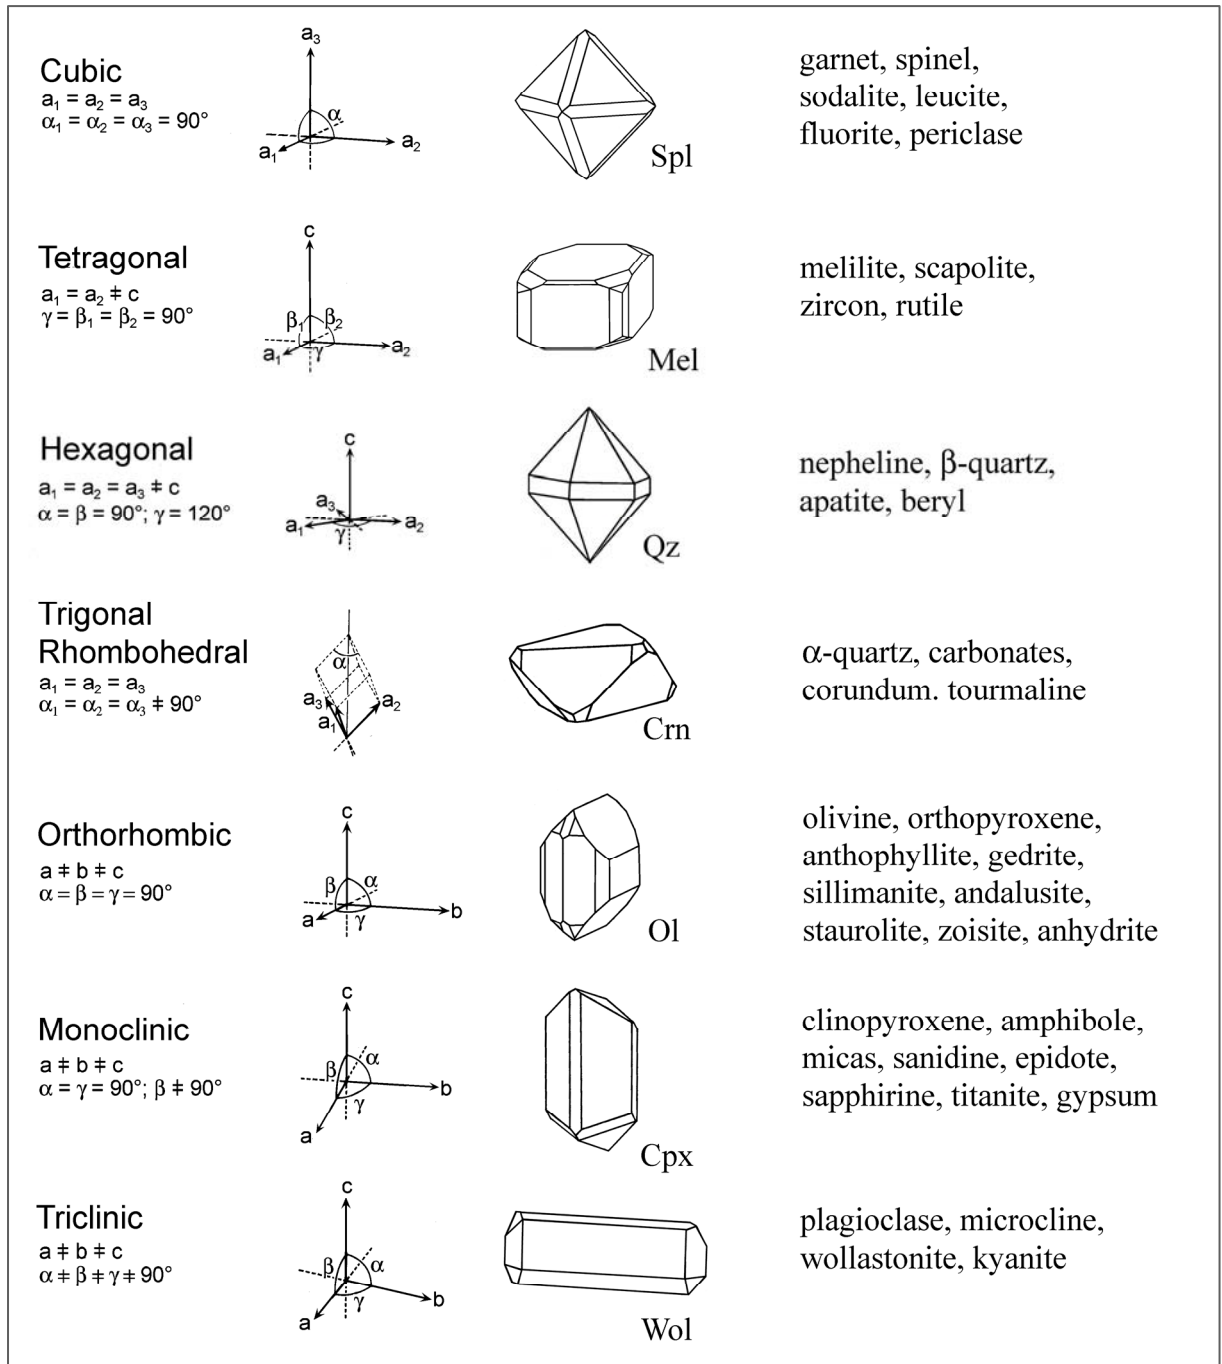 Cubic
a₁ = a₂ = a₃
α₁ = α₂ = α₃ = 90°
a₃
α
a₁
a₂
Spl
garnet, spinel,
sodalite, leucite,
fluorite, periclase
Tetragonal
a₁ = a₂ ǂ c
γ = β₁ = β₂ = 90°
c
β₁ β₂
a₁ γ a₂
Mel
melilite, scapolite,
zircon, rutile
Hexagonal
a₁ = a₂ = a₃ ǂ c
α = β = 90°; γ = 120°
c
a₃
a₁ γ a₂
Qz
nepheline, β-quartz,
apatite, beryl
Trigonal
Rhombohedral
a₁ = a₂ = a₃
α₁ = α₂ = α₃ ǂ 90°
α
a₃ a₁ a₂
Crn
α-quartz, carbonates,
corundum. tourmaline
Orthorhombic
a ǂ b ǂ c
α = β = γ = 90°
c
β α
a γ b
Ol
olivine, orthopyroxene,
anthophyllite, gedrite,
sillimanite, andalusite,
staurolite, zoisite, anhydrite
Monoclinic
a ǂ b ǂ c
α = γ = 90°; β ǂ 90°
c
β α
γ b
a
Cpx
clinopyroxene, amphibole,
micas, sanidine, epidote,
sapphirine, titanite, gypsum
Triclinic
a ǂ b ǂ c
α ǂ β ǂ γ ǂ 90°
c
β α
γ b
a
Wol
plagioclase, microcline,
wollastonite, kyanite